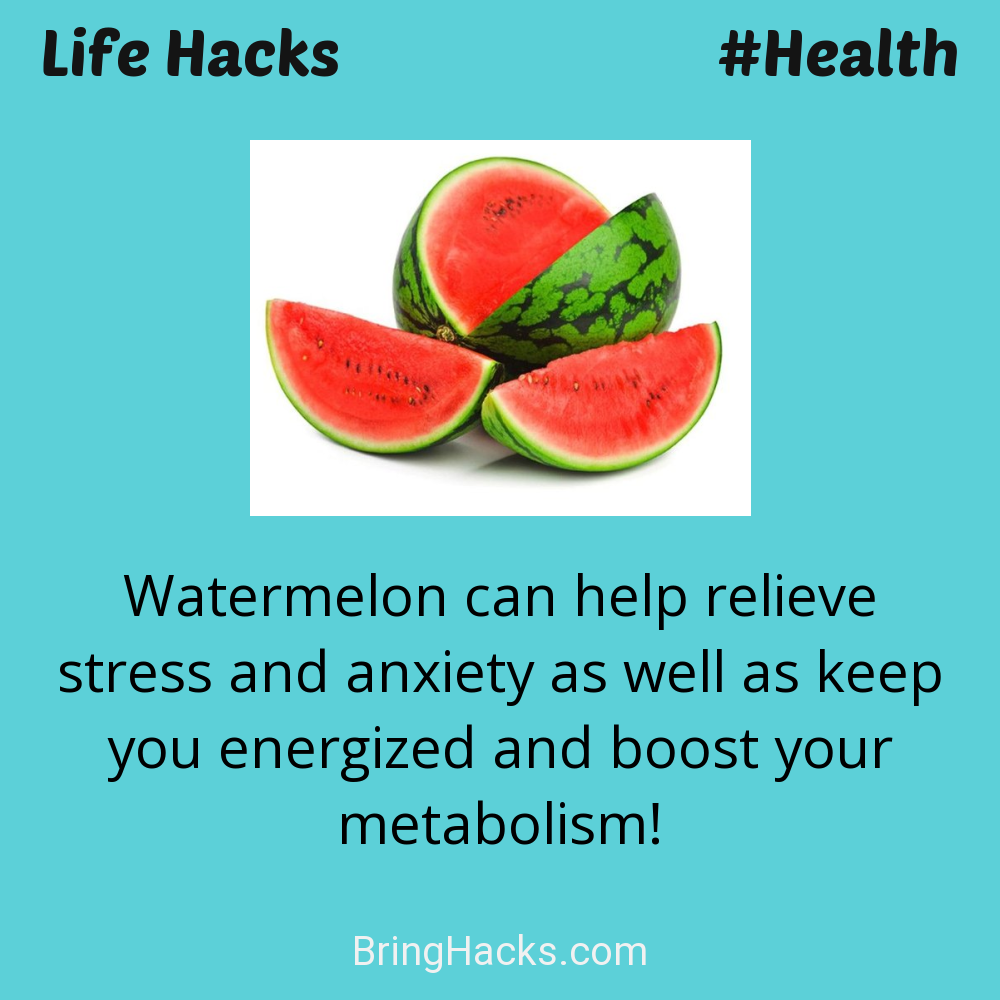 Life Hacks
#Health
Watermelon can help relieve
stress and anxiety as well as keep
you energized and boost your
metabolism!
BringHacks.com